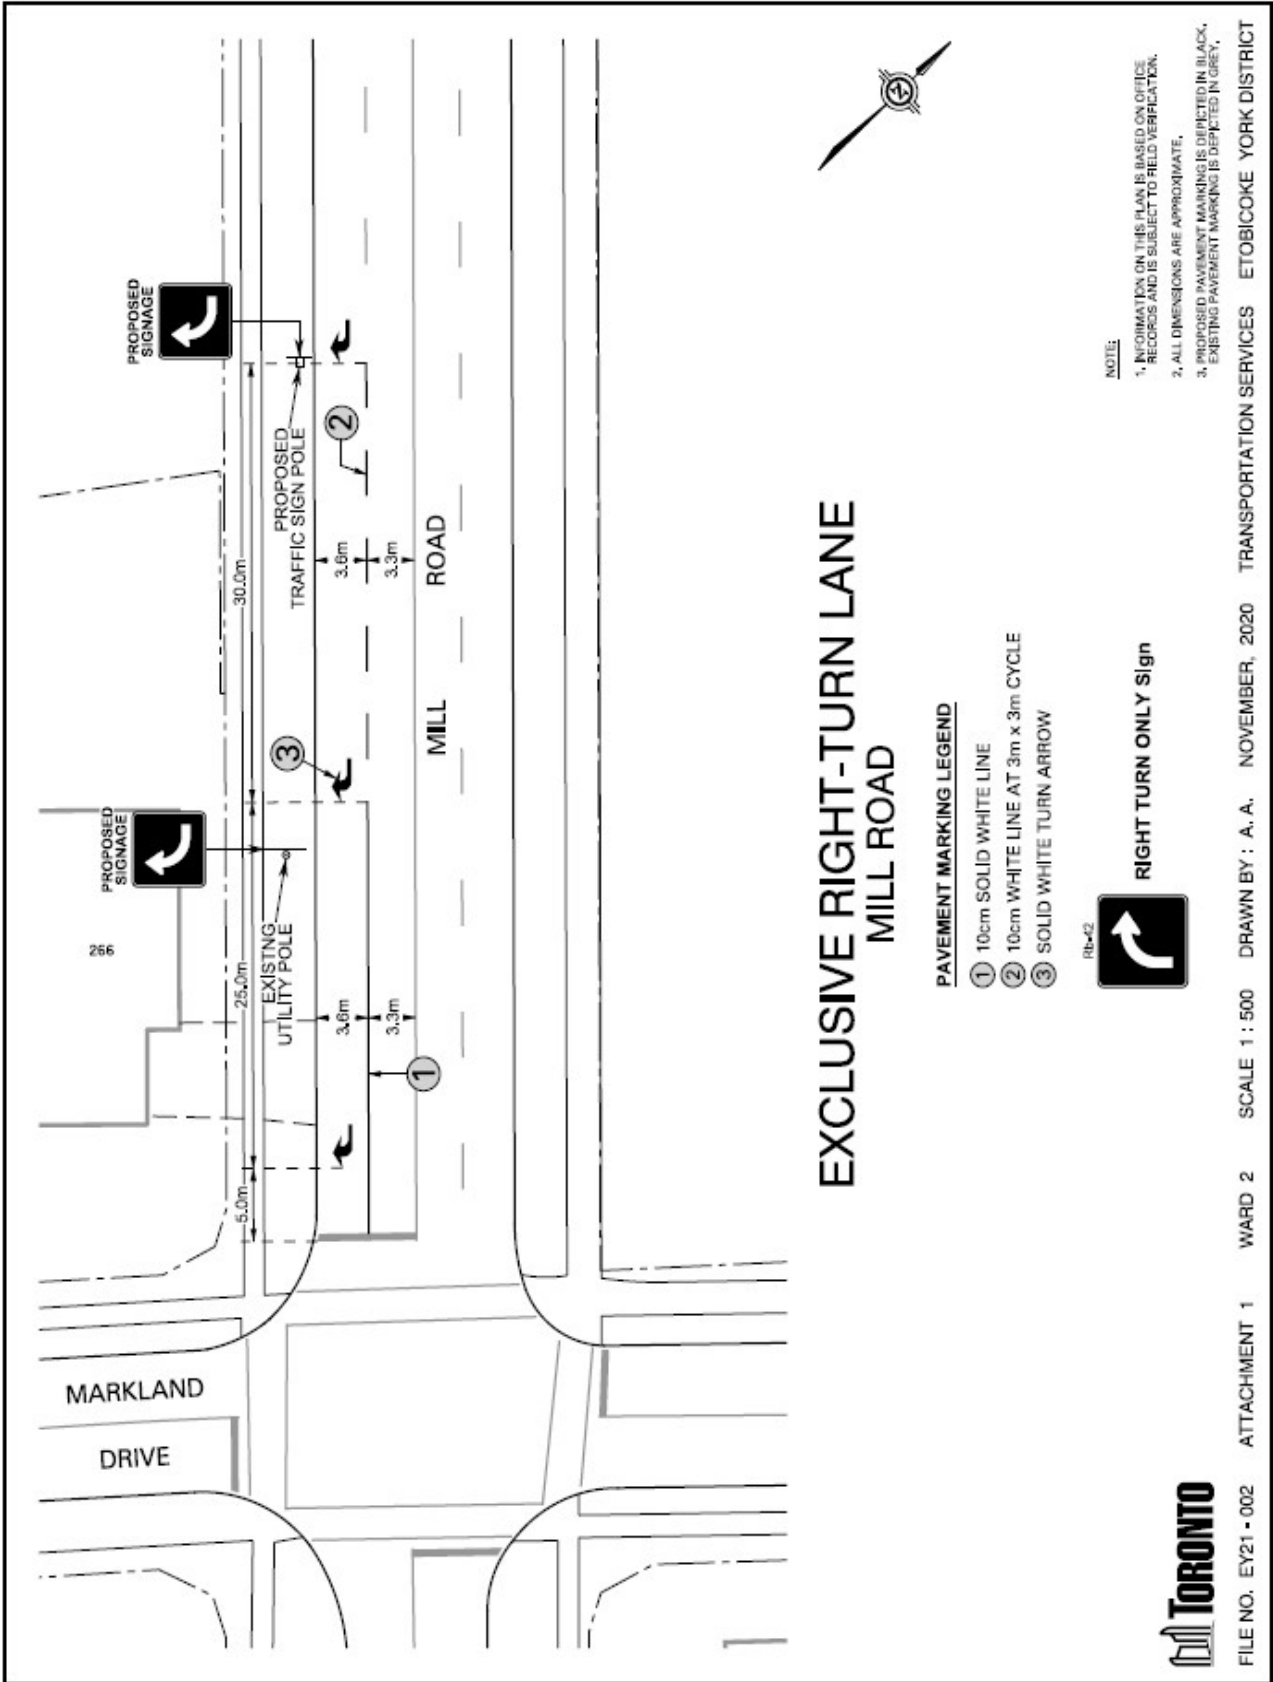 PROPOSED
SIGNAGE
PROPOSED
SIGNAGE
266
5.0m
25.0m
30.0m
EXISTNG
UTILITY POLE
PROPOSED
TRAFFIC SIGN POLE
3
2
3.6m
3.3m
3.6m
3.3m
1
MILL ROAD
MARKLAND
DRIVE
EXCLUSIVE RIGHT-TURN LANE
MILL ROAD
Z
PAVEMENT MARKING LEGEND
1 10cm SOLID WHITE LINE
2 10cm WHITE LINE AT 3m x 3m CYCLE
3 SOLID WHITE TURN ARROW
Rb-42
RIGHT TURN ONLY Sign
NOTE:
1. INFORMATION ON THIS PLAN IS BASED ON OFFICE
RECORDS AND IS SUBJECT TO FIELD VERIFICATION.
2. ALL DIMENSIONS ARE APPROXIMATE.
3. PROPOSED PAVEMENT MARKING IS DEPICTED IN BLACK,
EXISTING PAVEMENT MARKING IS DEPICTED IN GREY.
TORONTO
FILE NO. EY21 - 002 ATTACHMENT 1 WARD 2 SCALE 1 : 500 DRAWN BY : A. A. NOVEMBER, 2020 TRANSPORTATION SERVICES ETOBICOKE YORK DISTRICT